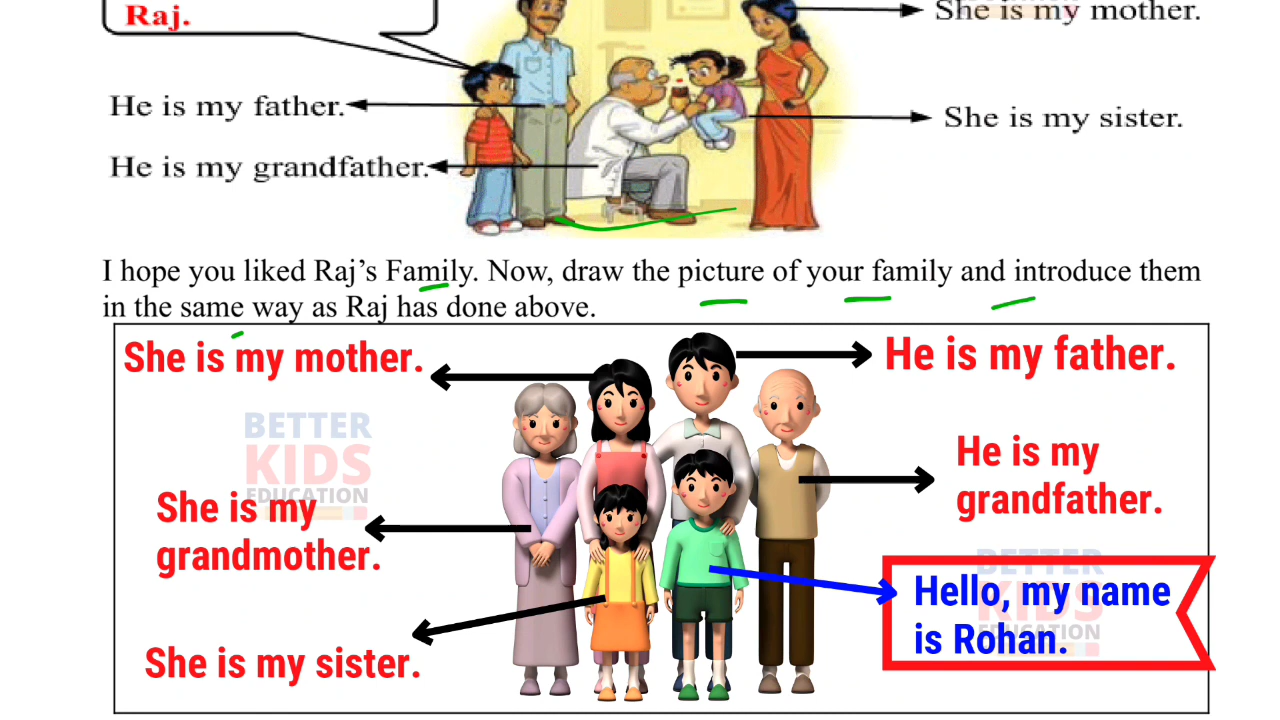 Raj.
She is my mother.
He is my father.
She is my sister.
He is my grandfather.
I hope you liked Raj’s Family. Now, draw the picture of your family and introduce them
in the same way as Raj has done above.
She is my mother.
He is my father.
BETTER
KIDS
EDUCATION
He is my
grandfather.
She is my
grandmother.
BETTER
KIDS
EDUCATION
Hello, my name
is Rohan.
She is my sister.